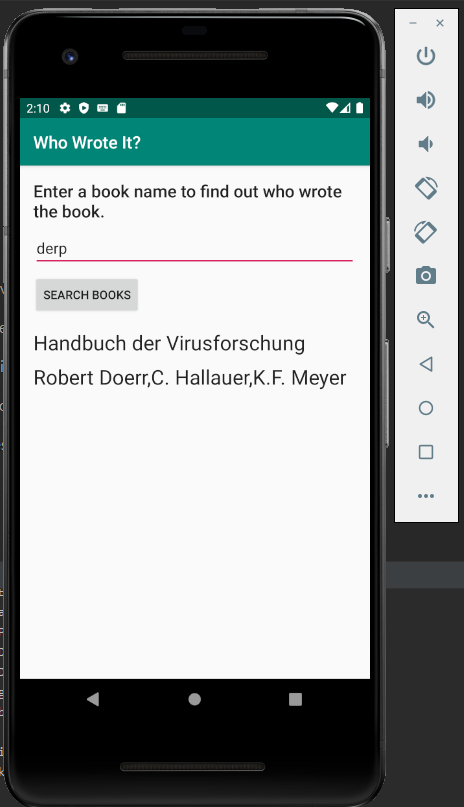 2:10
Who Wrote It?
Enter a book name to find out who wrote
the book.
derp
SEARCH BOOKS
Handbuch der Virusforschung
Robert Doerr,C. Hallauer,K.F. Meyer